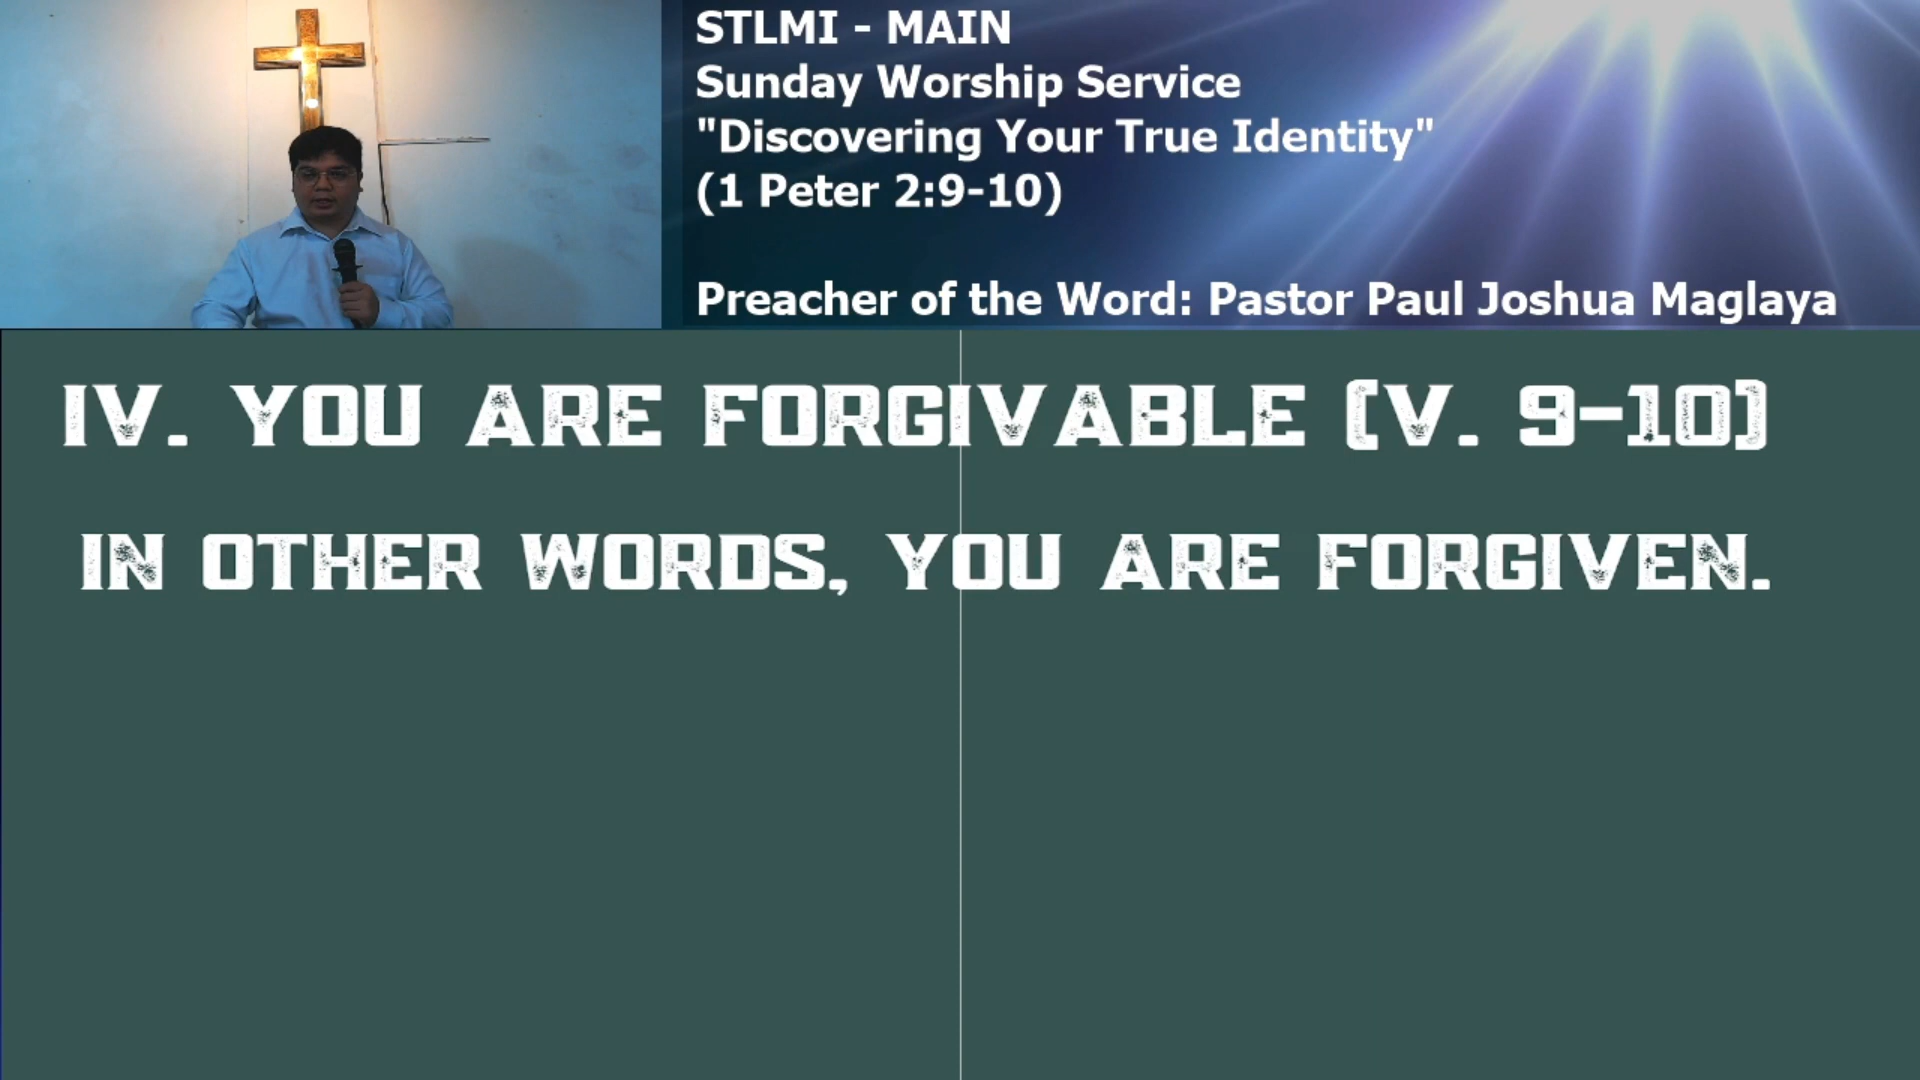 STLMI - MAIN
Sunday Worship Service
"Discovering Your True Identity"
(1 Peter 2:9-10)
Preacher of the Word: Pastor Paul Joshua Maglaya
IV. YOU ARE FORGIVABLE (V. 9-10)
IN OTHER WORDS, YOU ARE FORGIVEN.